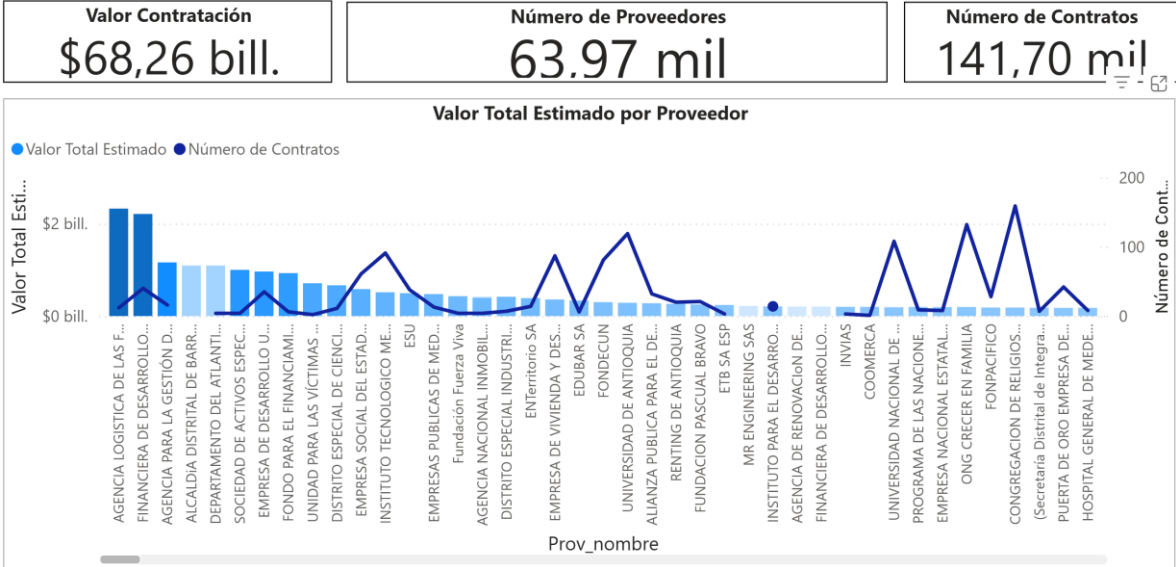 Valor Contratación
$68,26 bill.
Número de Proveedores
63,97 mil
Número de Contratos
141,70 mil
Valor Total Estimado por Proveedor
Valor Total Estimado
Número de Contratos
Valor Total Esti...
$2 bill.
$0 bill.
200
100
0
Número de Cont...
AGENCIA LOGISTICA DE LAS F...
FINANCIERA DE DESARROLLO...
AGENCIA PARA LA GESTIÓN D...
ALCALDíA DISTRITAL DE BARR...
DEPARTAMENTO DEL ATLANTI...
SOCIEDAD DE ACTIVOS ESPEC...
EMPRESA DE DESARROLLO U...
FONDO PARA EL FINANCIAMI...
UNIDAD PARA LAS VÍCTIMAS ...
DISTRITO ESPECIAL DE CIENCI...
EMPRESA SOCIAL DEL ESTAD...
INSTITUTO TECNOLOGICO ME...
ESU
EMPRESAS PUBLICAS DE MED...
Fundación Fuerza Viva
AGENCIA NACIONAL INMOBIL...
DISTRITO ESPECIAL INDUSTRI...
ENTerritorio SA
EMPRESA DE VIVIENDA Y DES...
EDUBAR SA
FONDECUN
UNIVERSIDAD DE ANTIOQUIA
ALIANZA PUBLICA PARA EL DE...
RENTING DE ANTIOQUIA
FUNDACION PASCUAL BRAVO
ETB SA ESP
MR ENGINEERING SAS
INSTITUTO PARA EL DESARRO...
AGENCIA DE RENOVACIoN DE...
FINANCIERA DE DESARROLLO...
INVIAS
COOMERCA
UNIVERSIDAD NACIONAL DE ...
PROGRAMA DE LAS NACIONE...
EMPRESA NACIONAL ESTATAL...
ONG CRECER EN FAMILIA
FONPACIFICO
CONGREGACION DE RELIGIOS...
(Secretaría Distrital de Integra...
PUERTA DE ORO EMPRESA DE...
HOSPITAL GENERAL DE MEDE...
Prov_nombre